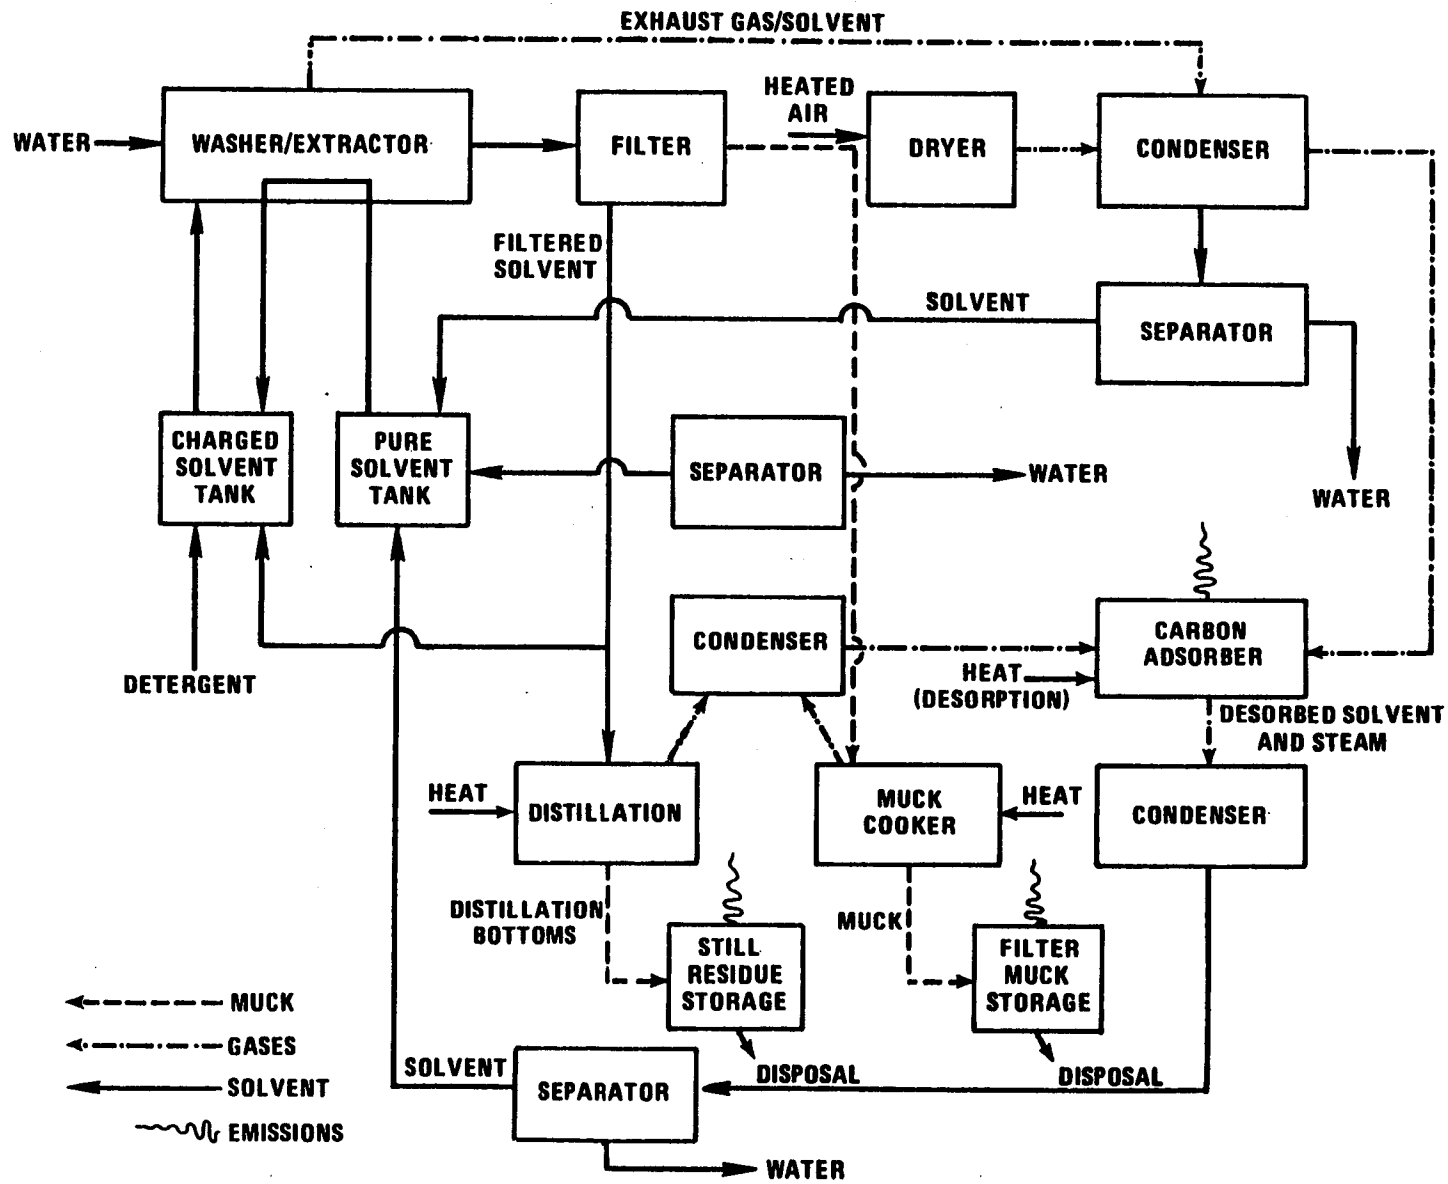 EXHAUST GAS/SOLVENT
WATER
WASHER/EXTRACTOR
FILTER
HEATED
AIR
DRYER
CONDENSER
FILTERED
SOLVENT
SOLVENT
SEPARATOR
CHARGED
SOLVENT
TANK
PURE
SOLVENT
TANK
SEPARATOR
WATER
WATER
DETERGENT
CONDENSER
CARBON
ADSORBER
HEAT
(DESORPTION)
DESORBED SOLVENT
AND STEAM
HEAT
DISTILLATION
MUCK
COOKER
HEAT
CONDENSER
DISTILLATION
BOTTOMS
STILL
RESIDUE
STORAGE
MUCK
FILTER
MUCK
STORAGE
DISPOSAL
DISPOSAL
MUCK
GASES
SOLVENT
EMISSIONS
SOLVENT
SEPARATOR
WATER